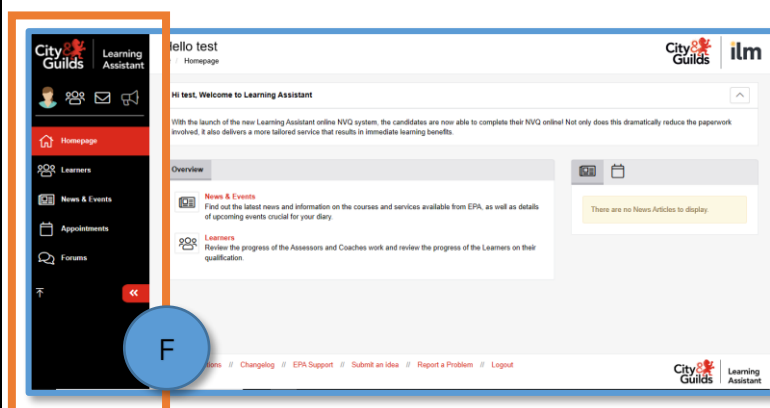 City&
Guilds
Learning
Assistant
Homepage
Learners
News & Events
Appointments
Forums
F
ello test
/ Homepage
City&
Guilds
ilm
Hi test, Welcome to Learning Assistant
With the launch of the new Learning Assistant online NVQ system, the candidates are now able to complete their NVQ online! Not only does this dramatically reduce the paperwork
involved, it also delivers a more tailored service that results in immediate learning benefits.
Overview
News & Events
Find out the latest news and information on the courses and services available from EPA, as well as details
of upcoming events crucial for your diary.
Learners
Review the progress of the Assessors and Coaches work and review the progress of the Learners on their
qualification.
There are no News Articles to display.
// Changelog // EPA Support // Submit an Idea // Report a Problem // Logout
City&
Guilds
Learning
Assistant